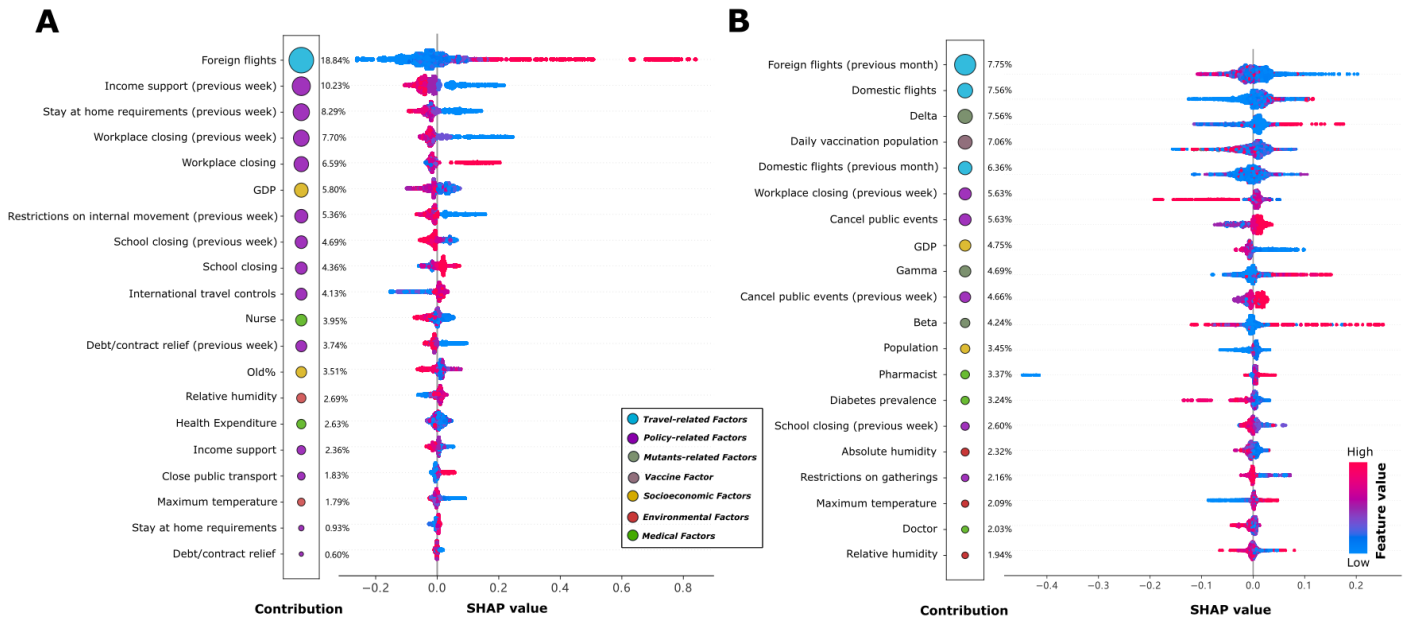 A
Foreign flights 18.84%
Income support (previous week) 10.23%
Stay at home requirements (previous week) 8.29%
Workplace closing (previous week) 7.70%
Workplace closing 6.59%
GDP 5.80%
Restrictions on internal movement (previous week) 5.36%
School closing (previous week) 4.69%
School closing 4.36%
International travel controls 4.13%
Nurse 3.95%
Debt/contract relief (previous week) 3.74%
Old% 3.51%
Relative humidity 2.69%
Health Expenditure 2.63%
Income support 2.36%
Close public transport 1.83%
Maximum temperature 1.79%
Stay at home requirements 0.93%
Debt/contract relief 0.60%
−0.2 0.0 0.2 0.4 0.6 0.8
Contribution SHAP value
Travel-related Factors
Policy-related Factors
Mutants-related Factors
Vaccine Factor
Socioeconomic Factors
Environmental Factors
Medical Factors
B
Foreign flights (previous month) 7.75%
Domestic flights 7.56%
Delta 7.56%
Daily vaccination population 7.06%
Domestic flights (previous month) 6.36%
Workplace closing (previous week) 5.63%
Cancel public events 5.63%
GDP 4.75%
Gamma 4.69%
Cancel public events (previous week) 4.66%
Beta 4.24%
Population 3.45%
Pharmacist 3.37%
Diabetes prevalence 3.24%
School closing (previous week) 2.60%
Absolute humidity 2.32%
Restrictions on gatherings 2.16%
Maximum temperature 2.09%
Doctor 2.03%
Relative humidity 1.94%
−0.4 −0.3 −0.2 −0.1 0.0 0.1 0.2
Contribution SHAP value
High
Feature value
Low